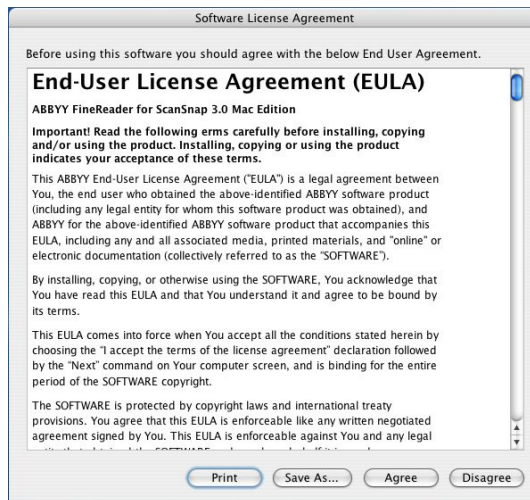 Software License Agreement
Before using this software you should agree with the below End User Agreement.
End-User License Agreement (EULA)
ABBYY FineReader for ScanSnap 3.0 Mac Edition
Important! Read the following erms carefully before installing, copying
and/or using the product. Installing, copying or using the product
indicates your acceptance of these terms.
This ABBYY End-User License Agreement ("EULA") is a legal agreement between
You, the end user who obtained the above-identified ABBYY software product
(including any legal entity for whom this software product was obtained), and
ABBYY for the above-identified ABBYY software product that accompanies this
EULA, including any and all associated media, printed materials, and "online" or
electronic documentation (collectively referred to as the "SOFTWARE").
By installing, copying, or otherwise using the SOFTWARE, You acknowledge that
You have read this EULA and that You understand it and agree to be bound by
its terms.
This EULA comes into force when You accept all the conditions stated herein by
choosing the "I accept the terms of the license agreement" declaration followed
by the "Next" command on Your computer screen, and is binding for the entire
period of the SOFTWARE copyright.
The SOFTWARE is protected by copyright laws and international treaty
provisions. You agree that this EULA is enforceable like any written negotiated
agreement signed by You. This EULA is enforceable against You and any legal
Print Save As... Agree Disagree